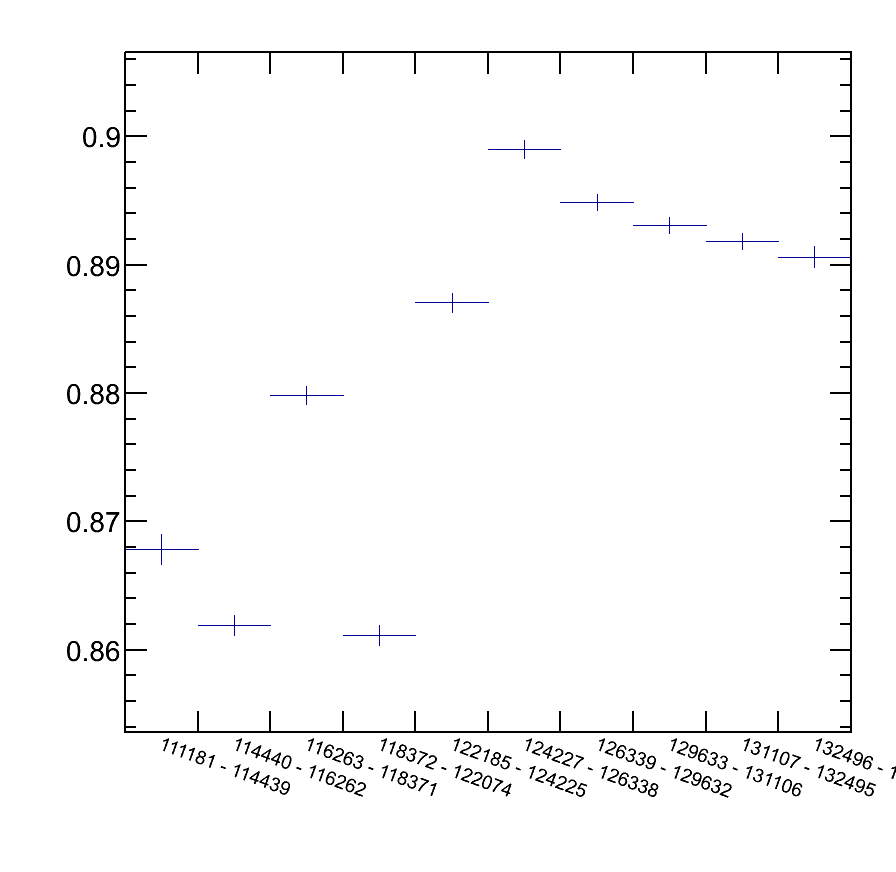 0.9
0.89
0.88
0.87
0.86
111181 - 114439
114440 - 116262
116263 - 118371
118372 - 122074
122185 - 124225
124227 - 126338
126339 - 129632
129633 - 131106
131107 - 132495
132496 - 1